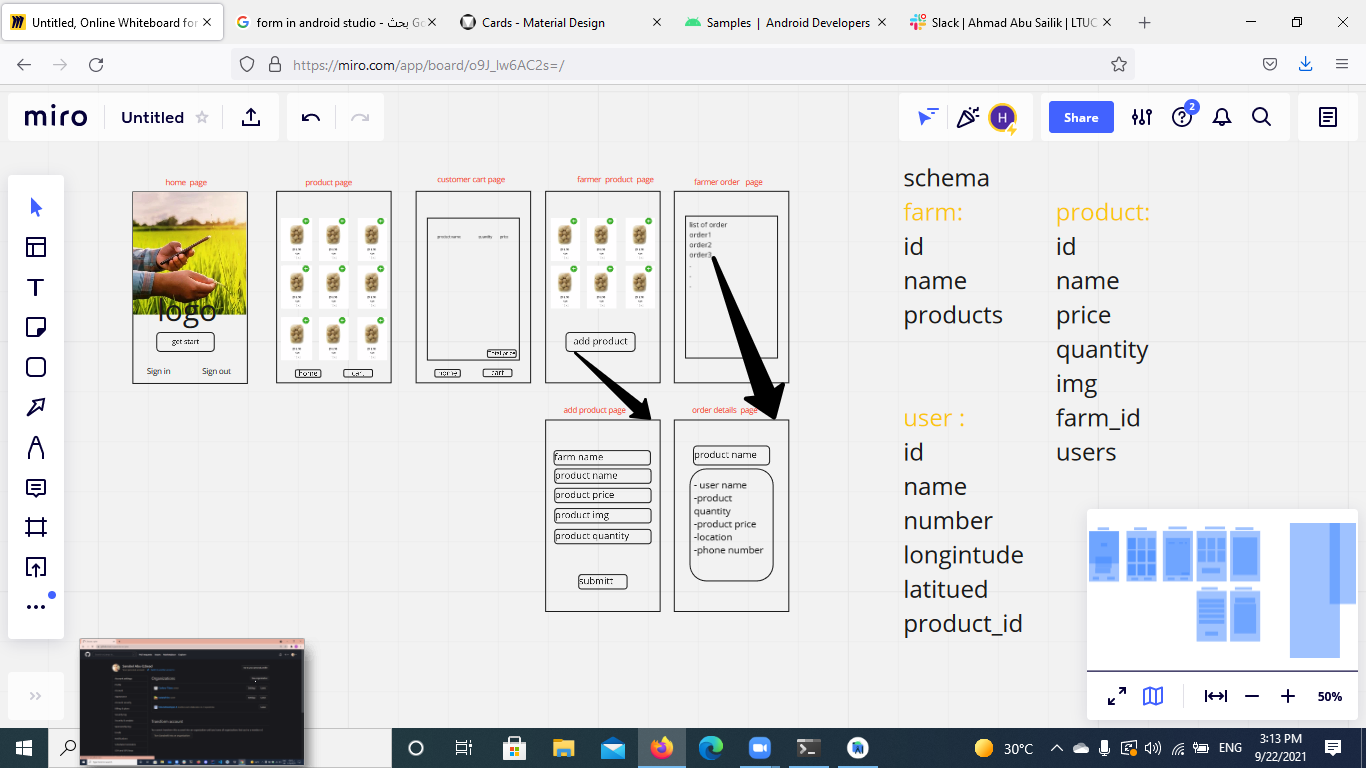 Untitled, Online Whiteboard for
form in android studio - بحث Go
Cards - Material Design
Samples | Android Developers
Slack | Ahmad Abu Sailik | LTUC
https://miro.com/app/board/o9J_lw6AC2s=/
miro
Untitled
H
Share
2
home page
product page
customer cart page
farmer product page
farmer order page
logo
get start
Sign in
Sign out
home
cart
product name
quantity
price
Total price
home
cart
add product
list of order
order1
order2
order3
.
.
.
add product page
order details page
farm name
product name
product price
product img
product quantity
submitt
product name
- user name
-product
quantity
-product price
-location
-phone number
schema
farm:
id
name
products
user :
id
name
number
longintude
latitued
product_id
product:
id
name
price
quantity
img
farm_id
users
50%
30°C
ENG
3:13 PM
9/22/2021